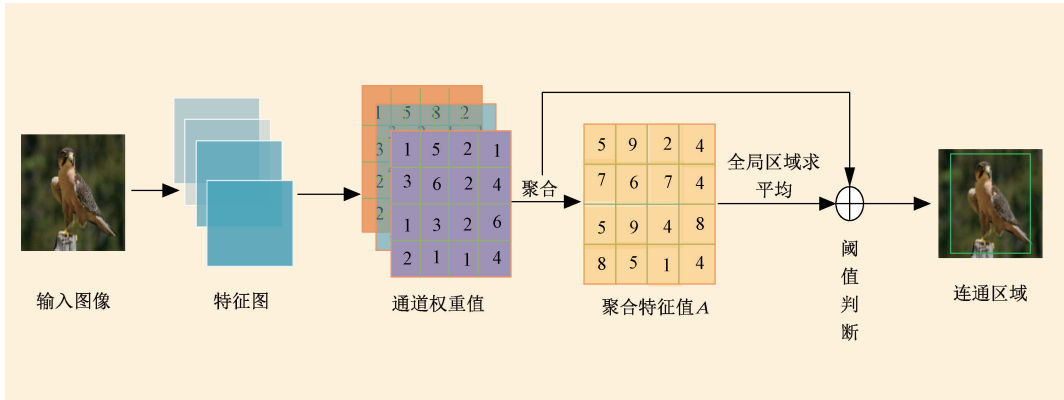 1 5 8 2
3
2
2
1 5 2 1
3 6 2 4
1 3 2 6
2 1 1 4
聚合
5 9 2 4
7 6 7 4
5 9 4 8
8 5 1 4
全局区域求
平均
阈
值
判
断
输入图像
特征图
通道权重值
聚合特征值A
连通区域